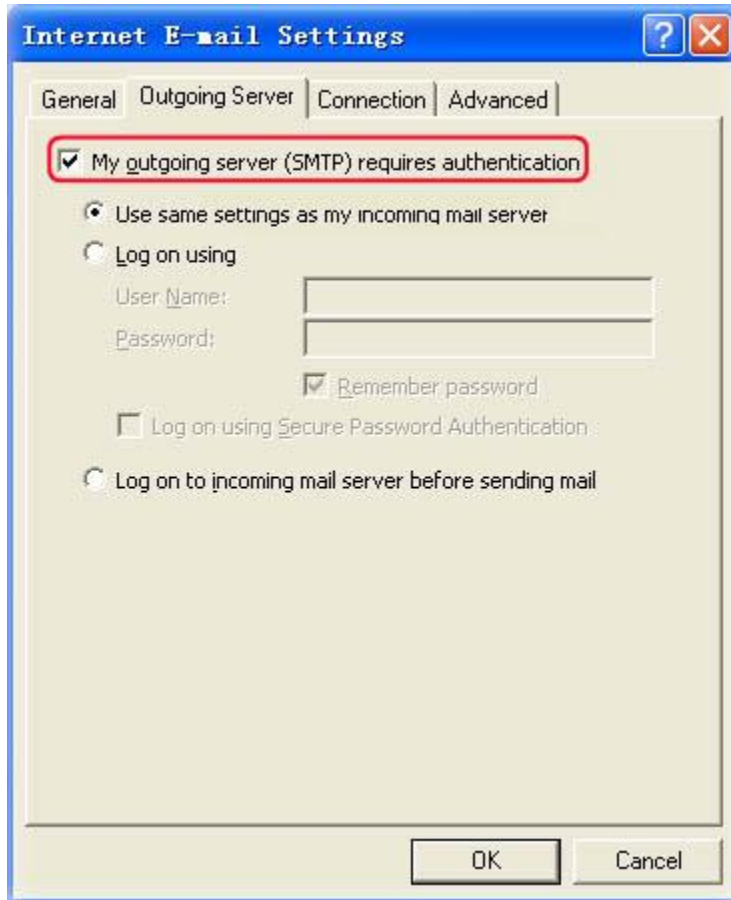 Internet E-mail Settings
?
General Outgoing Server Connection Advanced
My outgoing server (SMTP) requires authentication
Use same settings as my incoming mail server
Log on using
User Name:
Password:
Remember password
Log on using Secure Password Authentication
Log on to incoming mail server before sending mail
OK Cancel